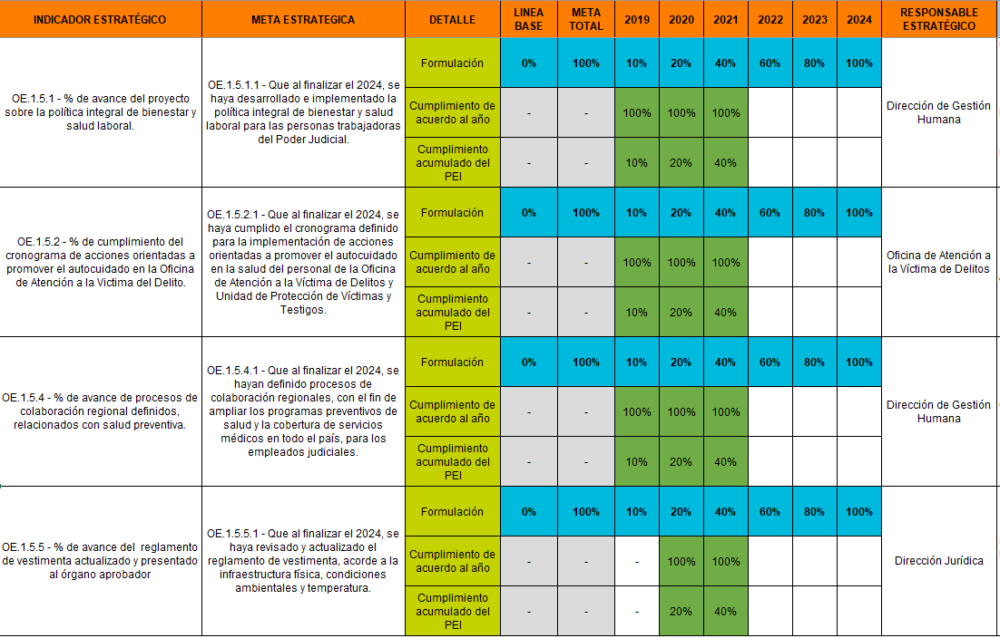 INDICADOR ESTRATÉGICO META ESTRATEGICA DETALLE LINEA BASE META TOTAL 2019 2020 2021 2022 2023 2024 RESPONSABLE ESTRATÉGICO
OE.1.5.1 - % de avance del proyecto
sobre la política integral de bienestar y
salud laboral.
OE.1.5.1.1 - Que al finalizar el 2024, se
haya desarrollado e implementado la
política integral de bienestar y salud
laboral para las personas trabajadoras
del Poder Judicial.
Formulación 0% 100% 10% 20% 40% 60% 80% 100%
Cumplimiento de
acuerdo al año - - 100% 100% 100%
Cumplimiento
acumulado del
PEI - - 10% 20% 40%
Dirección de Gestión
Humana
OE.1.5.2 - % de cumplimiento del
cronograma de acciones orientadas a
promover el autocuidado en la Oficina
de Atención a la Victima del Delito.
OE.1.5.2.1 - Que al finalizar el 2024, se
haya cumplido el cronograma definido
para la implementación de acciones
orientadas a promover el autocuidado
en la salud del personal de la Oficina
de Atención a la Víctima de Delitos y
Unidad de Protección de Víctimas y
Testigos.
Formulación 0% 100% 10% 20% 40% 60% 80% 100%
Cumplimiento de
acuerdo al año - - 100% 100% 100%
Cumplimiento
acumulado del
PEI - - 10% 20% 40%
Oficina de Atención a
la Víctima de Delitos
OE.1.5.4 - % de avance de procesos de
colaboración regional definidos,
relacionados con salud preventiva.
OE.1.5.4.1 - Que al finalizar el 2024, se
hayan definido procesos de
colaboración regionales, con el fin de
ampliar los programas preventivos de
salud y la cobertura de servicios
médicos en todo el país, para los
empleados judiciales.
Formulación 0% 100% 10% 20% 40% 60% 80% 100%
Cumplimiento de
acuerdo al año - - 100% 100% 100%
Cumplimiento
acumulado del
PEI - - 10% 20% 40%
Dirección de Gestión
Humana
OE.1.5.5 - % de avance del reglamento
de vestimenta actualizado y presentado
al órgano aprobador
OE.1.5.5.1 - Que al finalizar el 2024, se
haya revisado y actualizado el
reglamento de vestimenta, acorde a la
infraestructura física, condiciones
ambientales y temperatura.
Formulación 0% 100% 10% 20% 40% 60% 80% 100%
Cumplimiento de
acuerdo al año - - - 100% 100%
Cumplimiento
acumulado del
PEI - - - 20% 40%
Dirección Jurídica